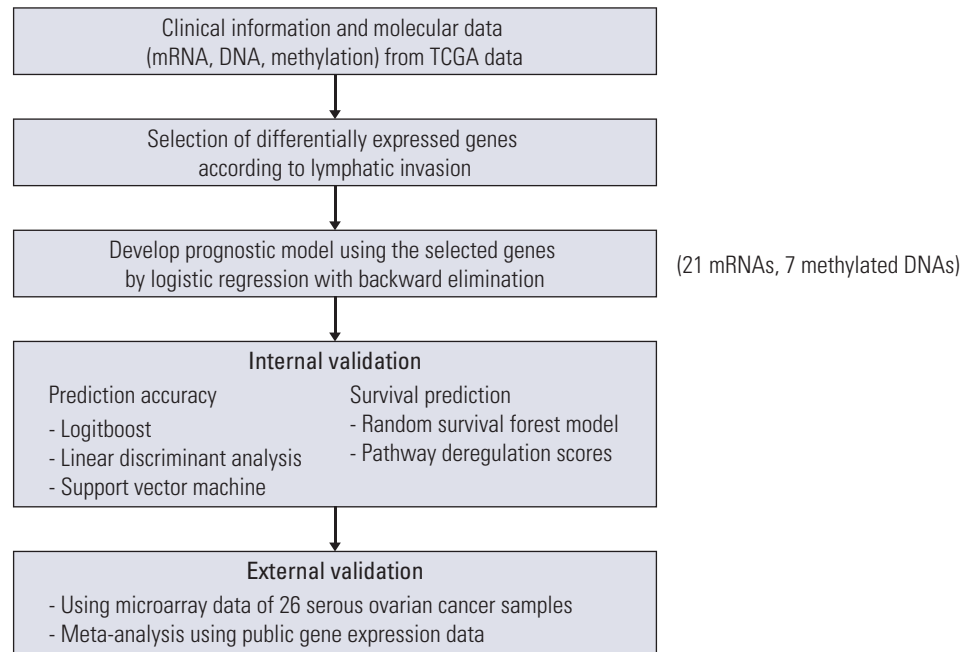 Clinical information and molecular data
(mRNA, DNA, methylation) from TCGA data
Selection of differentially expressed genes
according to lymphatic invasion
Develop prognostic model using the selected genes
by logistic regression with backward elimination
(21 mRNAs, 7 methylated DNAs)
Internal validation
Prediction accuracy
- Logitboost
- Linear discriminant analysis
- Support vector machine
Survival prediction
- Random survival forest model
- Pathway deregulation scores
External validation
- Using microarray data of 26 serous ovarian cancer samples
- Meta-analysis using public gene expression data